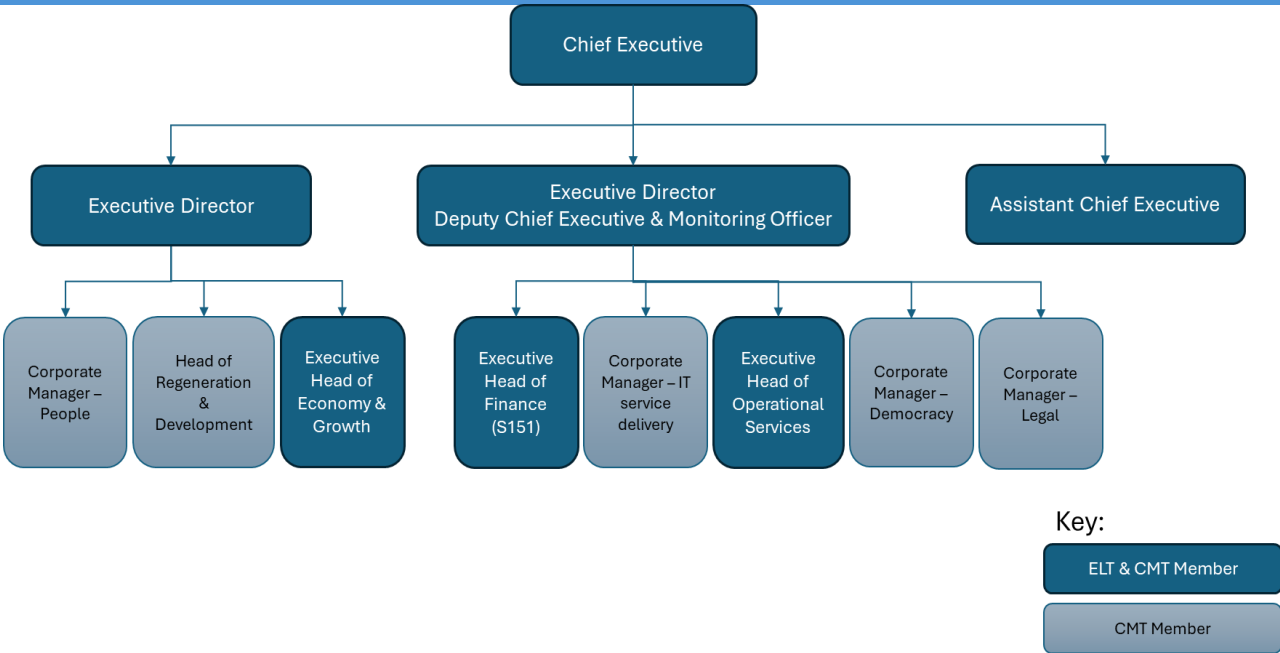 Chief Executive
Executive Director
Executive Director
Deputy Chief Executive & Monitoring Officer
Assistant Chief Executive
Corporate
Manager –
People
Head of
Regeneration
&
Development
Executive
Head of
Economy &
Growth
Executive
Head of
Finance
(S151)
Corporate
Manager – IT
service
delivery
Executive
Head of
Operational
Services
Corporate
Manager –
Democracy
Corporate
Manager –
Legal
Key:
ELT & CMT Member
CMT Member